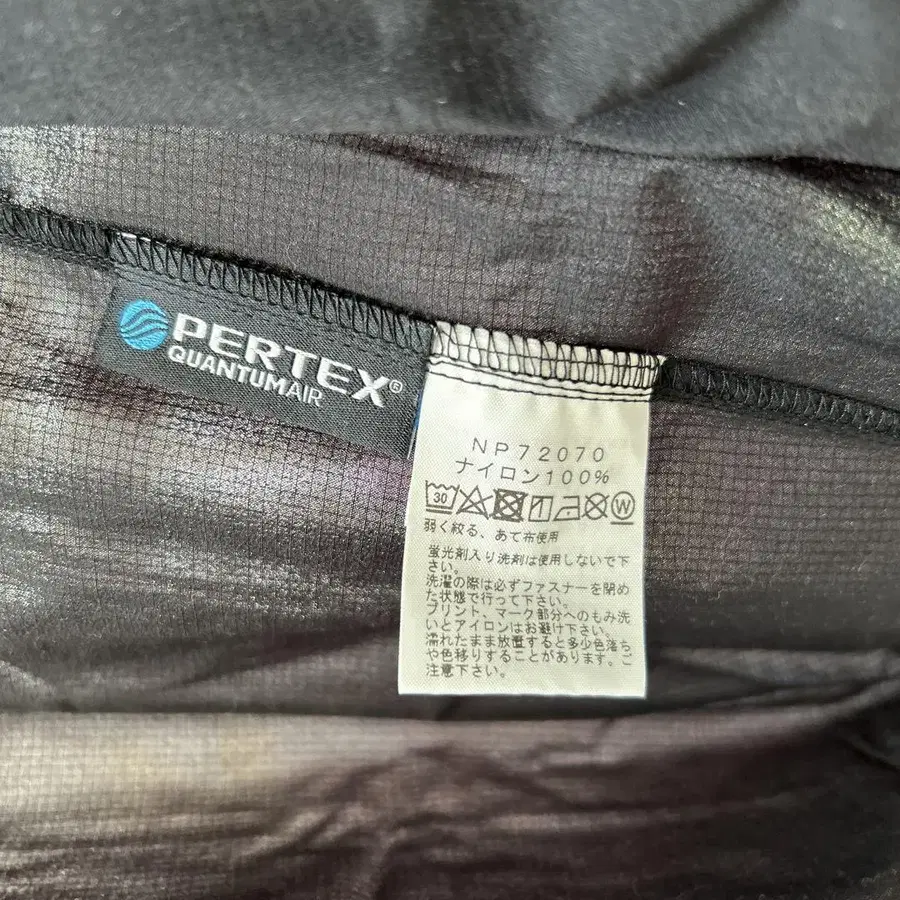 PERTEX®
QUANTUMAIR
NP72070
ナイロン100%
30 W
弱く絞る、あて布使用
蛍光剤入り洗剤は使用しないで下
さい。
洗濯の際は必ずファスナーを閉め
た状態で行って下さい。
プリント、マーク部分へのもみ洗
いとアイロンはお避け下さい。
濡れたまま放置すると多少色落ち
や色移りすることがあります。ご
注意下さい。